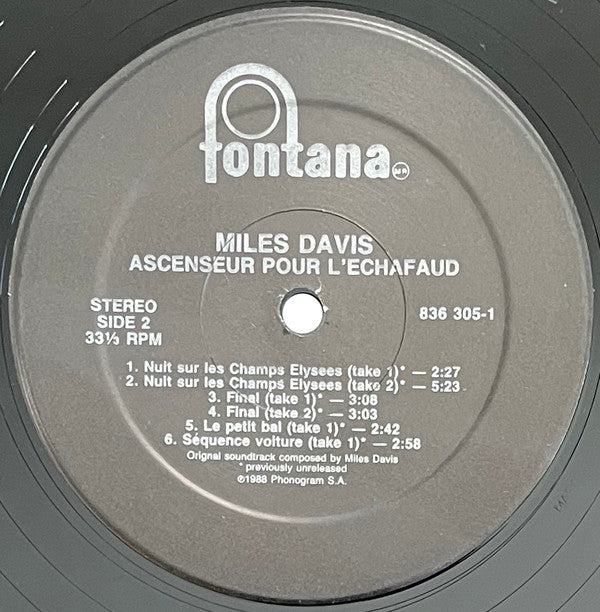 fontana
MILES DAVIS
ASCENSEUR POUR L'ECHAFAUD
STEREO
SIDE 2
33⅓ RPM
836 305-1
1. Nuit sur les Champs Elysees (take 1)* — 2:27
2. Nuit sur les Champs Elysees (take 2)* — 5:23
3. Final (take 1)* — 3:08
4. Final (take 2)* — 3:03
5. Le petit bal (take 1)* — 2:42
6. Séquence voiture (take 1)* — 2:58
Orignal soundtrack composed by Miles Davis
* previously unreleased
℗1988 Phonogram S.A.